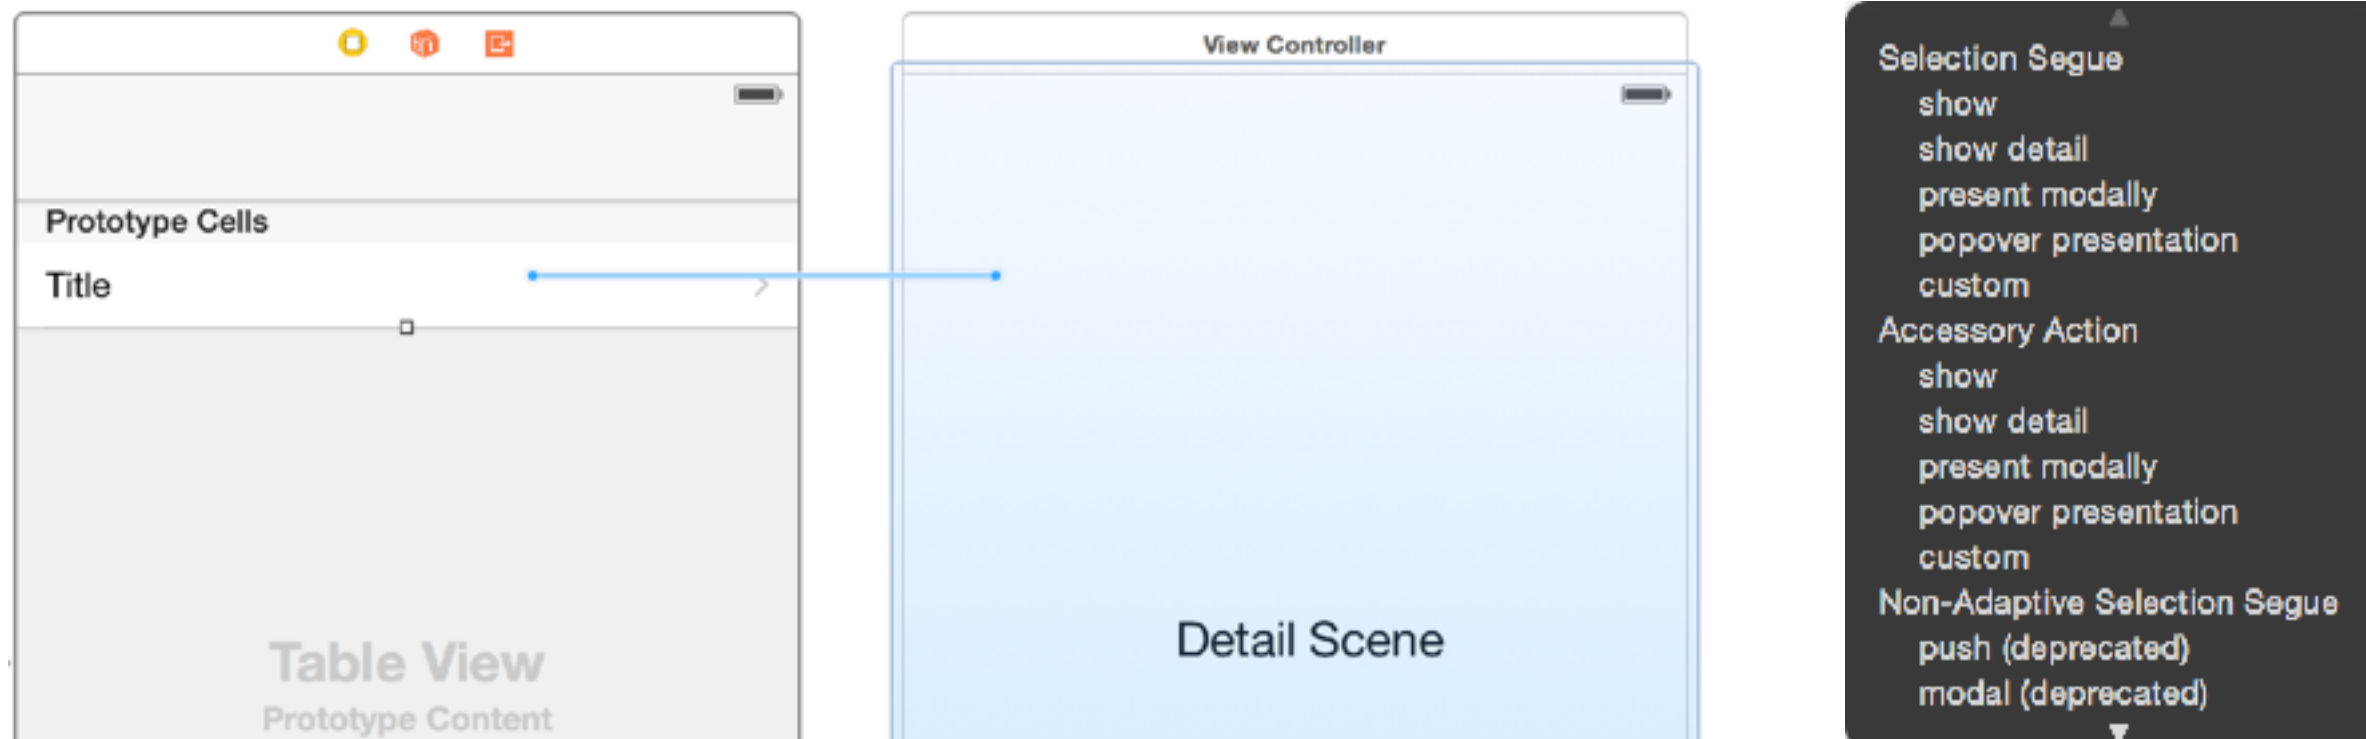 Prototype Cells
Title
Table View
Prototype Content
View Controller
Detail Scene
Selection Segue
show
show detail
present modally
popover presentation
custom
Accessory Action
show
show detail
present modally
popover presentation
custom
Non-Adaptive Selection Segue
push (deprecated)
modal (deprecated)